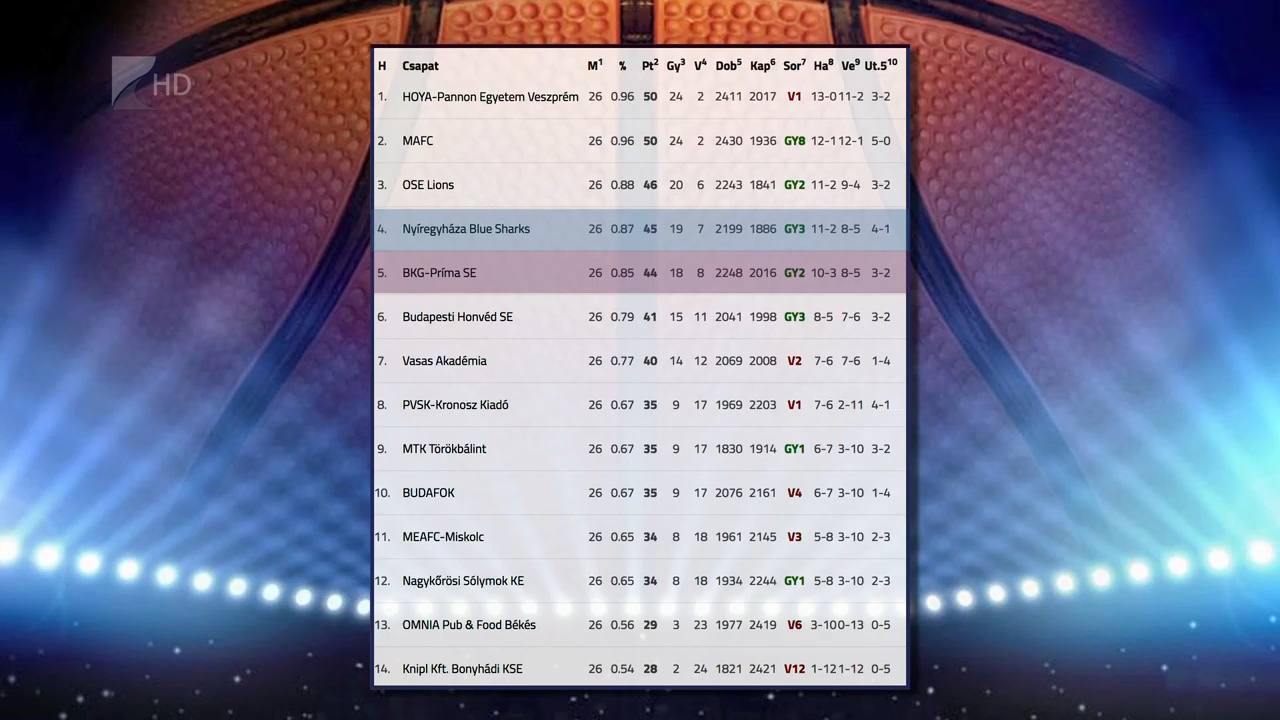 HD
H Csapat M¹ % Pt² Gy³ V⁴ Dob⁵ Kap⁶ Sor⁷ Ha⁸ Ve⁹ Ut.5¹⁰
1. HOYA-Pannon Egyetem Veszprém 26 0.96 50 24 2 2411 2017 V1 13-0 11-2 3-2
2. MAFC 26 0.96 50 24 2 2430 1936 GY8 12-1 12-1 5-0
3. OSE Lions 26 0.88 46 20 6 2243 1841 GY2 11-2 9-4 3-2
4. Nyíregyháza Blue Sharks 26 0.87 45 19 7 2199 1886 GY3 11-2 8-5 4-1
5. BKG-Príma SE 26 0.85 44 18 8 2248 2016 GY2 10-3 8-5 3-2
6. Budapesti Honvéd SE 26 0.79 41 15 11 2041 1998 GY3 8-5 7-6 3-2
7. Vasas Akadémia 26 0.77 40 14 12 2069 2008 V2 7-6 7-6 1-4
8. PVSK-Kronosz Kiadó 26 0.67 35 9 17 1969 2203 V1 7-6 2-11 4-1
9. MTK Törökbálint 26 0.67 35 9 17 1830 1914 GY1 6-7 3-10 3-2
10. BUDAFOK 26 0.67 35 9 17 2076 2161 V4 6-7 3-10 1-4
11. MEAFC-Miskolc 26 0.65 34 8 18 1961 2145 V3 5-8 3-10 2-3
12. Nagykőrösi Sólymok KE 26 0.65 34 8 18 1934 2244 GY1 5-8 3-10 2-3
13. OMNIA Pub & Food Békés 26 0.56 29 3 23 1977 2419 V6 3-10 0-13 0-5
14. Knipl Kft. Bonyhádi KSE 26 0.54 28 2 24 1821 2421 V12 1-12 1-12 0-5